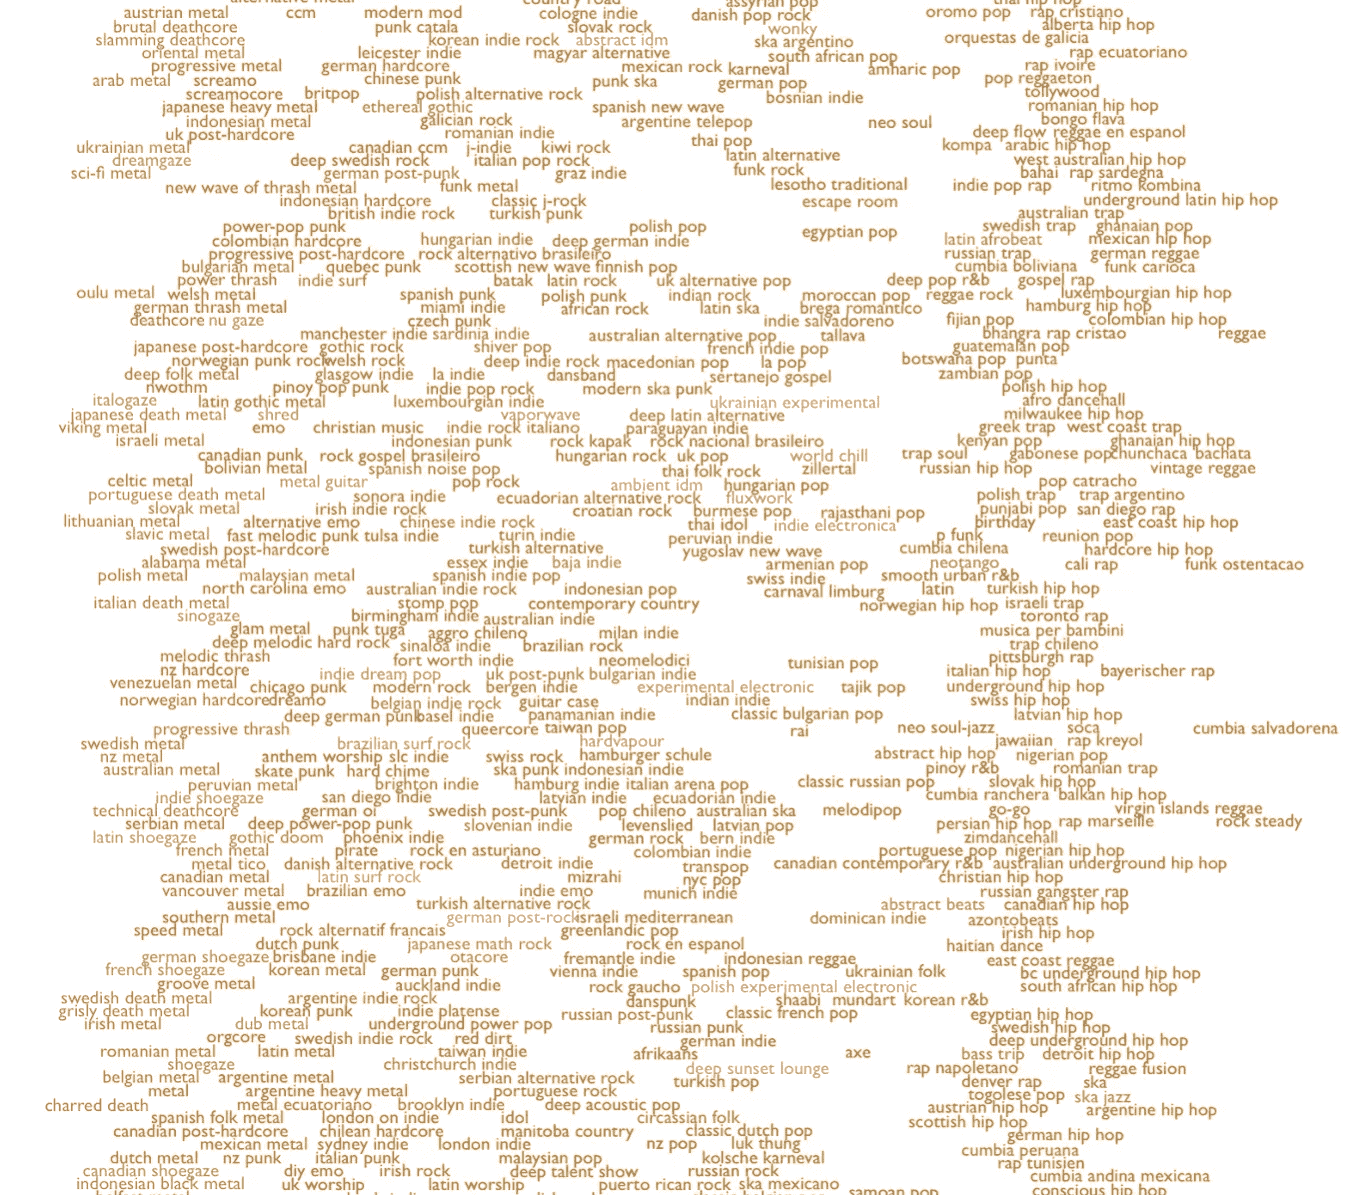 austrian metal ccm modern mod cologne indie danish pop rock oromo pop rap cristiano
brutal deathcore punk catala slovak rock wonky alberta hip hop
slamming deathcore korean indie rock abstract idm ska argentino orquestas de galicia
oriental metal leicester indie magyar alternative south african pop rap ecuatoriano
progressive metal german hardcore mexican rock karneval amharic pop rap ivoire
arab metal screamo chinese punk punk ska german pop pop reggaeton
screamocore britpop polish alternative rock bosnian indie tollywood
japanese heavy metal ethereal gothic spanish new wave romanian hip hop
indonesian metal galician rock argentine telepop neo soul bongo flava
uk post-hardcore romanian indie thai pop deep flow reggae en espanol
ukrainian metal canadian ccm j-indie kiwi rock kompa arabic hip hop
dreamgaze deep swedish rock italian pop rock latin alternative west australian hip hop
sci-fi metal german post-punk graz indie funk rock bahai rap sardegna
new wave of thrash metal funk metal lesotho traditional indie pop rap ritmo kombina
indonesian hardcore classic j-rock escape room underground latin hip hop
british indie rock turkish punk australian trap
power-pop punk polish pop egyptian pop swedish trap ghanaian pop
colombian hardcore hungarian indie deep german indie latin afrobeat mexican hip hop
progressive post-hardcore rock alternativo brasileiro russian trap german reggae
bulgarian metal quebec punk scottish new wave finnish pop cumbia boliviana funk carioca
power thrash indie surf batak latin rock uk alternative pop deep pop r&b gospel rap
oulu metal welsh metal spanish punk polish punk indian rock moroccan pop reggae rock luxembourgian hip hop
german thrash metal miami indie african rock latin ska brega romantico hamburg hip hop
deathcore nu gaze czech punk indie salvadoreno fijian pop colombian hip hop
manchester indie sardinia indie australian alternative pop tallava bhangra rap cristao reggae
japanese post-hardcore gothic rock shiver pop french indie pop guatemalan pop
norwegian punk rock welsh rock deep indie rock macedonian pop la pop botswana pop punta
deep folk metal glasgow indie la indie dansband sertanejo gospel zambian pop
nwothm pinoy pop punk indie pop rock modern ska punk polish hip hop
italogaze latin gothic metal luxembourgian indie ukrainian experimental afro dancehall
japanese death metal shred vaporwave deep latin alternative milwaukee hip hop
viking metal emo christian music indie rock italiano paraguayan indie greek trap west coast trap
israeli metal indonesian punk rock kapak rock nacional brasileiro kenyan pop ghanaian hip hop
canadian punk rock gospel brasileiro hungarian rock uk pop world chill trap soul gabonese pop chunchaca bachata
bolivian metal spanish noise pop thai folk rock zillertal russian hip hop vintage reggae
celtic metal metal guitar pop rock ambient idm hungarian pop pop catracho
portuguese death metal sonora indie ecuadorian alternative rock fluxwork polish trap trap argentino
slovak metal irish indie rock croatian rock burmese pop rajasthani pop punjabi pop san diego rap
lithuanian metal alternative emo chinese indie rock thai idol indie electronica birthday east coast hip hop
slavic metal fast melodic punk tulsa indie turin indie peruvian indie p funk reunion pop
swedish post-hardcore turkish alternative yugoslav new wave cumbia chilena hardcore hip hop
alabama metal essex indie baja indie armenian pop neotango cali rap funk ostentacao
polish metal malaysian metal spanish indie pop swiss indie smooth urban r&b
north carolina emo australian indie rock indonesian pop carnaval limburg latin turkish hip hop
italian death metal stomp pop contemporary country norwegian hip hop israeli trap
sinogaze birmingham indie australian indie toronto rap
glam metal punk tuga aggro chileno milan indie musica per bambini
deep melodic hard rock sinaloa indie brazilian rock trap chileno
melodic thrash fort worth indie neomelodici tunisian pop pittsburgh rap
nz hardcore indie dream pop uk post-punk bulgarian indie italian hip hop bayerischer rap
venezuelan metal chicago punk modern rock bergen indie experimental electronic tajik pop underground hip hop
norwegian hardcore dreamo belgian indie rock guitar case indian indie swiss hip hop
deep german punk basel indie panamanian indie classic bulgarian pop latvian hip hop
progressive thrash queercore taiwan pop rai neo soul-jazz soca cumbia salvadorena
swedish metal brazilian surf rock hardvapour jawaiian rap kreyol
nz metal anthem worship slc indie swiss rock hamburger schule abstract hip hop nigerian pop
australian metal skate punk hard chime ska punk indonesian indie pinoy r&b romanian trap
peruvian metal brighton indie hamburg indie italian arena pop classic russian pop slovak hip hop
indie shoegaze san diego indie latvian indie ecuadorian indie cumbia ranchera balkan hip hop
technical deathcore german oi swedish post-punk pop chileno australian ska melodipop go-go virgin islands reggae
serbian metal deep power-pop punk slovenian indie levenslied latvian pop persian hip hop rap marseille rock steady
latin shoegaze gothic doom phoenix indie german rock bern indie zimdancehall
french metal pirate rock en asturiano colombian indie portuguese pop nigerian hip hop
metal tico danish alternative rock detroit indie transpop canadian contemporary r&b australian underground hip hop
canadian metal latin surf rock mizrahi nyc pop christian hip hop
vancouver metal brazilian emo indie emo munich indie russian gangster rap
aussie emo turkish alternative rock abstract beats canadian hip hop
southern metal german post-rock israeli mediterranean dominican indie azontobeats
speed metal rock alternatif francais greenlandic pop irish hip hop
dutch punk japanese math rock rock en espanol haitian dance
german shoegaze brisbane indie otacore fremantle indie indonesian reggae east coast reggae
french shoegaze korean metal german punk vienna indie spanish pop ukrainian folk bc underground hip hop
groove metal auckland indie rock gaucho polish experimental electronic south african hip hop
swedish death metal argentine indie rock danspunk shaabi mundart korean r&b
grisly death metal korean punk indie platense russian post-punk classic french pop egyptian hip hop
irish metal dub metal underground power pop russian punk swedish hip hop
orgcore swedish indie rock red dirt german indie deep underground hip hop
romanian metal latin metal taiwan indie afrikaans axe bass trip detroit hip hop
shoegaze christchurch indie deep sunset lounge rap napoletano reggae fusion
belgian metal argentine metal serbian alternative rock turkish pop denver rap ska
metal argentine heavy metal portuguese rock togolese pop ska jazz
charred death metal ecuatoriano brooklyn indie deep acoustic pop austrian hip hop argentine hip hop
spanish folk metal london on indie idol circassian folk scottish hip hop
canadian post-hardcore chilean hardcore manitoba country classic dutch pop german hip hop
mexican metal sydney indie london indie nz pop luk thung cumbia peruana
dutch metal nz punk italian punk malaysian pop kolsche karneval rap tunisien
canadian shoegaze diy emo irish rock deep talent show russian rock cumbia andina mexicana
indonesian black metal uk worship latin worship puerto rican rock ska mexicano samoan pop conscious hip hop